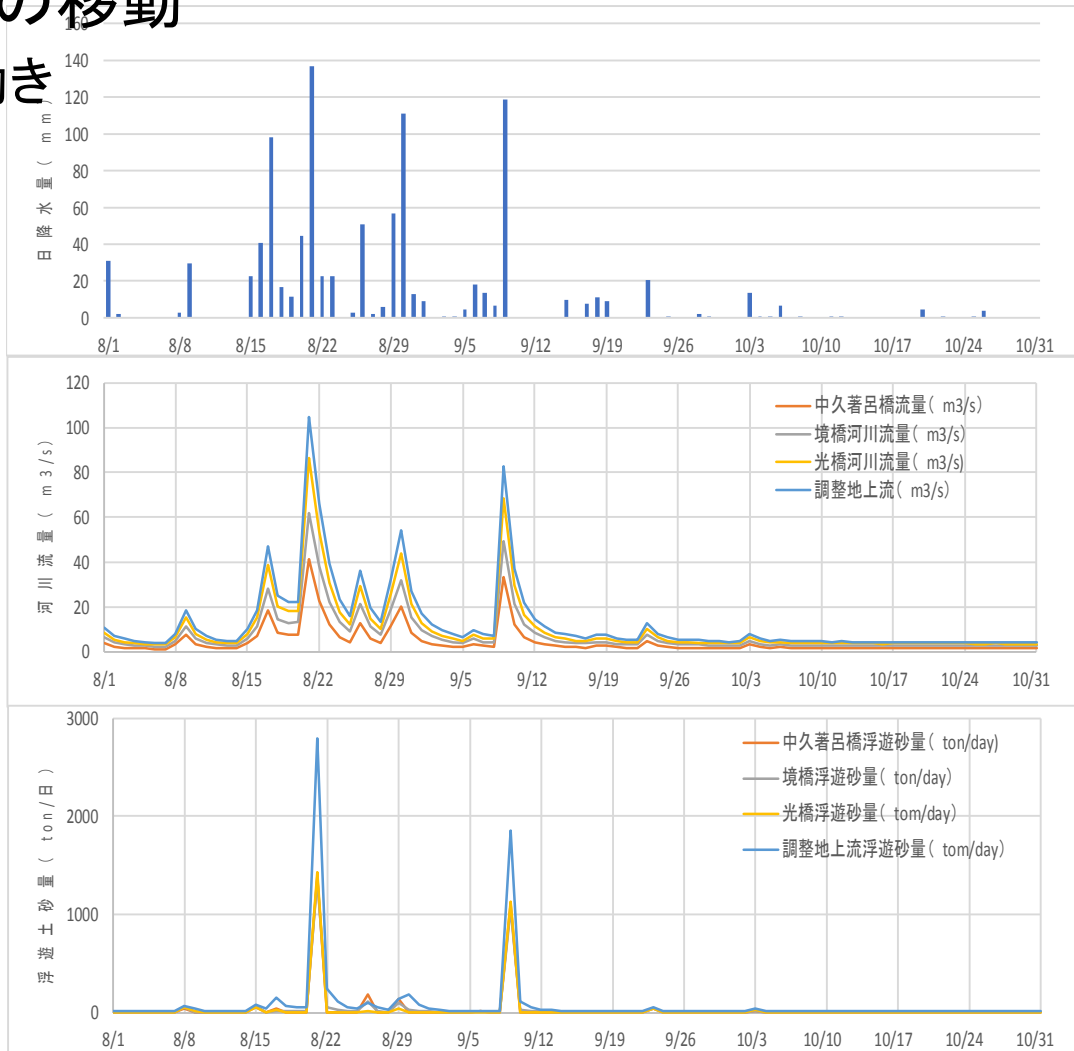 の移動
き
160
140
120
100
80
60
40
20
0
日降水量( mm)
8/1 8/8 8/15 8/22 8/29 9/5 9/12 9/19 9/26 10/3 10/10 10/17 10/24 10/31
120
100
80
60
40
20
0
河川流量( m3/s)
中久著呂橋流量( m3/s)
境橋河川流量( m3/s)
光橋河川流量( m3/s)
調整地上流( m3/s)
8/1 8/8 8/15 8/22 8/29 9/5 9/12 9/19 9/26 10/3 10/10 10/17 10/24 10/31
3000
2000
1000
0
浮遊土砂量( ton/日)
中久著呂橋浮遊砂量( ton/day)
境橋浮遊砂量( ton/day)
光橋浮遊砂量( tom/day)
調整地上流浮遊砂量( tom/day)
8/1 8/8 8/15 8/22 8/29 9/5 9/12 9/19 9/26 10/3 10/10 10/17 10/24 10/31